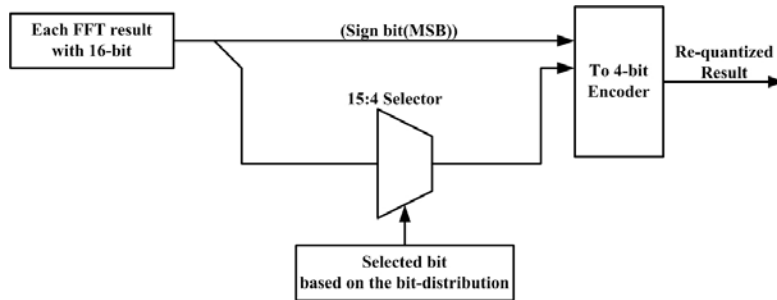 Each FFT result
with 16-bit
(Sign bit(MSB))
15:4 Selector
To 4-bit
Encoder
Re-quantized
Result
Selected bit
based on the bit-distribution